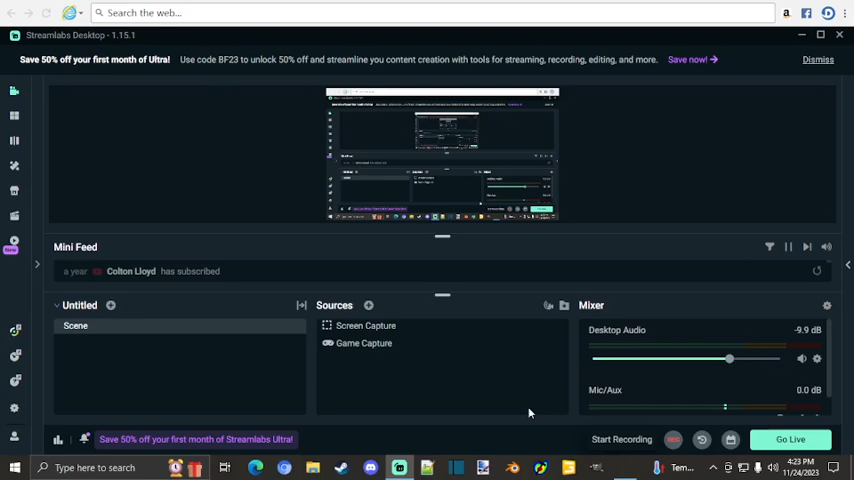 Search the web...
Streamlabs Desktop - 1.15.1
Save 50% off your first month of Ultra! Use code BF23 to unlock 50% off and streamline you content creation with tools for streaming, recording, editing, and more. Save now! → Dismiss
Mini Feed
New
a year Colton Lloyd has subscribed
Untitled
Sources
Mixer
Scene
Screen Capture
Game Capture
Desktop Audio -9.9 dB
Mic/Aux 0.0 dB
Save 50% off your first month of Streamlabs Ultra!
Start Recording REC Go Live
Type here to search
Tem...
4:23 PM
11/24/2023